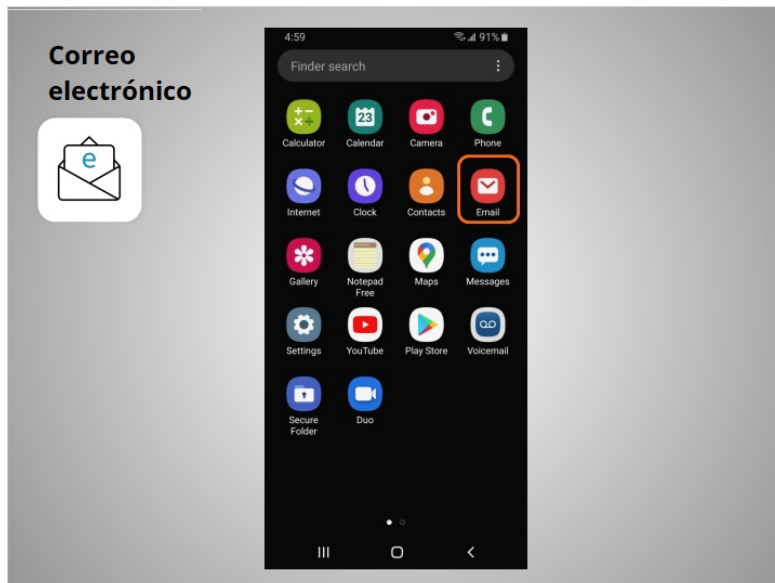 Correo
electrónico
e
4:59 91%
Finder search
23
Calculator Calendar Camera Phone
Internet Clock Contacts Email
Gallery Notepad Free Maps Messages
Settings YouTube Play Store Voicemail
Secure Folder Duo